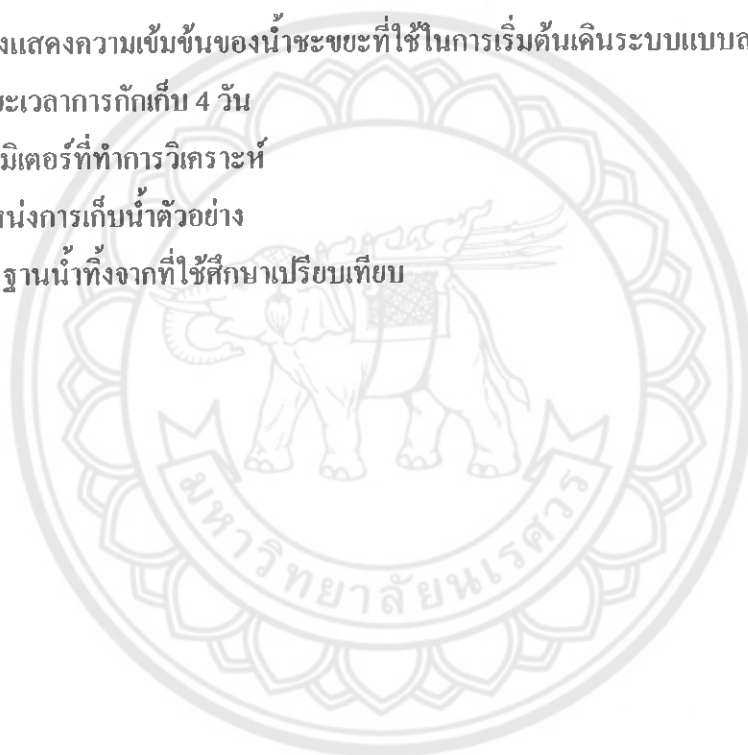 งแสดงความเข้มข้นของน้ำชะขยะที่ใช้ในการเริ่มต้นเดินระบบแบบส
ยะเวลาการกักเก็บ 4 วัน
มิเตอร์ที่ทำการวิเคราะห์
หน่งการเก็บน้ำตัวอย่าง
ฐานน้ำทิ้งจากที่ใช้ศึกษาเปรียบเทียบ
มหาวิทยาลัยนเรศวร